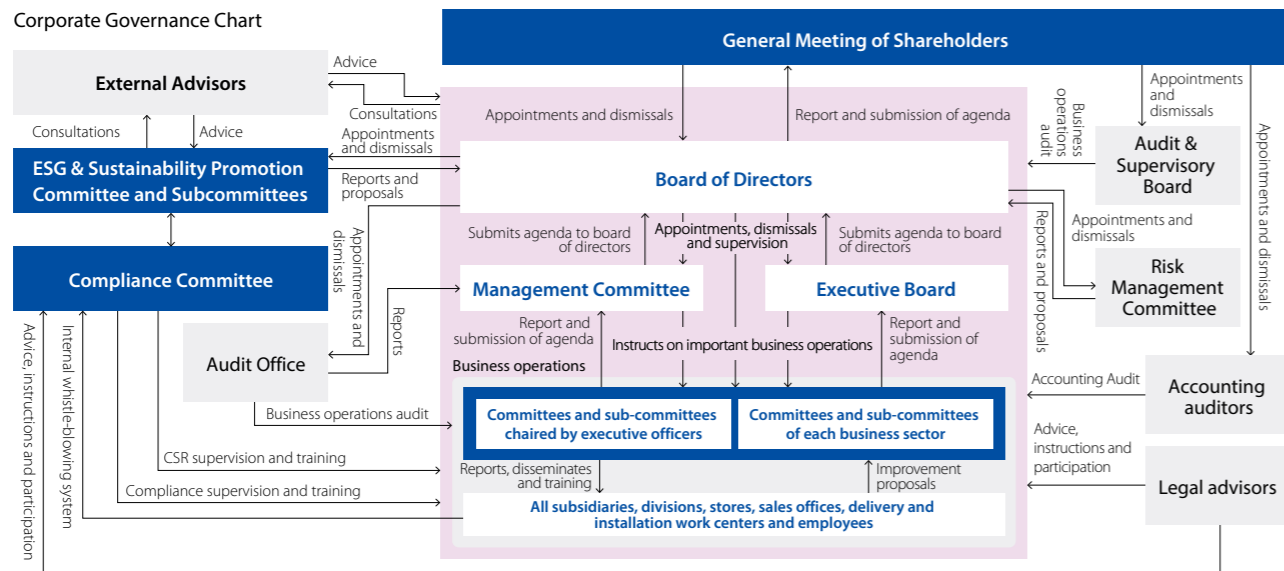 Corporate Governance Chart
General Meeting of Shareholders
External Advisors
Advice
Consultations
Consultations
Advice
Appointments and dismissals
Report and submission of agenda
Appointments
and
dismissals
Business
operations
audit
Appointments and dismissals
Appointments
and dismissals
ESG & Sustainability Promotion
Committee and Subcommittees
Reports and
proposals
Board of Directors
Audit &
Supervisory
Board
Appointments and
dismissals
Submits agenda to board
of directors
Appointments, dismissals
and supervision
Submits agenda to board
of directors
Reports and proposals
Appointments and
dismissals
Compliance Committee
Management Committee
Executive Board
Risk
Management
Committee
Advice, instructions and participation
Internal whistle-blowing
system
Audit Office
Reports
Report and
submission of agenda
Instructs on important business operations
Report and
submission of
agenda
Business operations
Accounting Audit
Accounting
auditors
Business operations audit
Committees and sub-committees
chaired by executive officers
Committees and sub-committees
of each business sector
Advice,
instructions and
participation
CSR supervision and training
Reports, disseminates
and training
Improvement
proposals
Compliance supervision and training
Legal advisors
All subsidiaries, divisions, stores, sales offices, delivery and
installation work centers and employees